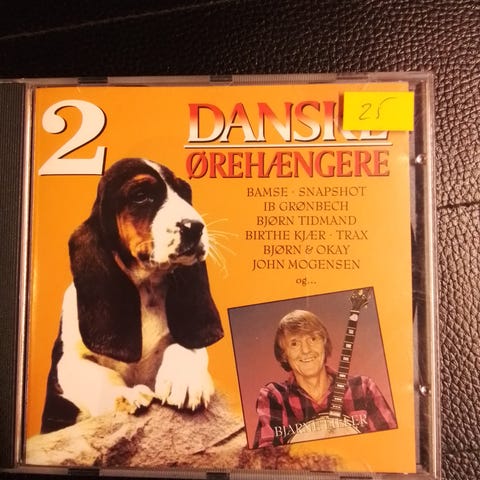 2
DANSKE
25
ØREHÆNGERE
BAMSE · SNAPSHOT
IB GRØNBECH
BJØRN TIDMAND
BIRTHE KJÆR · TRAX
BJØRN & OKAY
JOHN MOGENSEN
og...
BJARNE LILLER